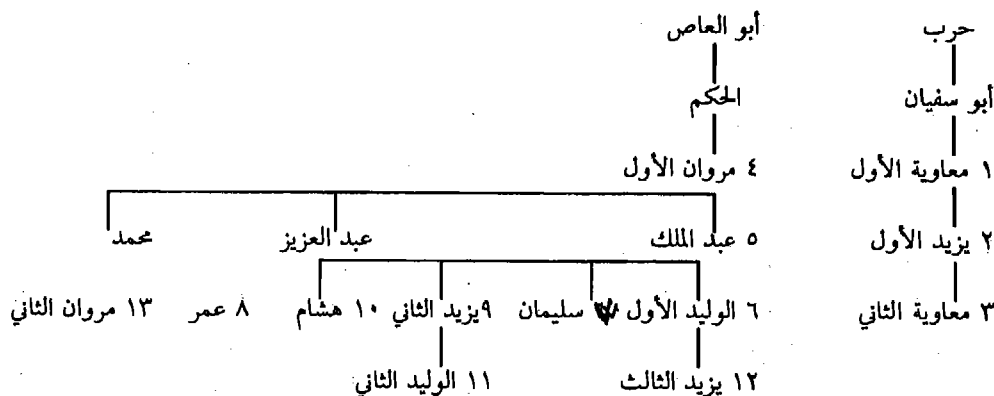 حرب أبو العاص
أبو سفيان الحكم
١ معاوية الأول ٤ مروان الأول
٢ يزيد الأول ٥ عبد الملك عبد العزيز محمد
٣ معاوية الثاني ٦ الوليد الأول سليمان ٩ يزيد الثاني ١٠ هشام ٨ عمر ١٣ مروان الثاني
١٢ يزيد الثالث ١١ الوليد الثاني